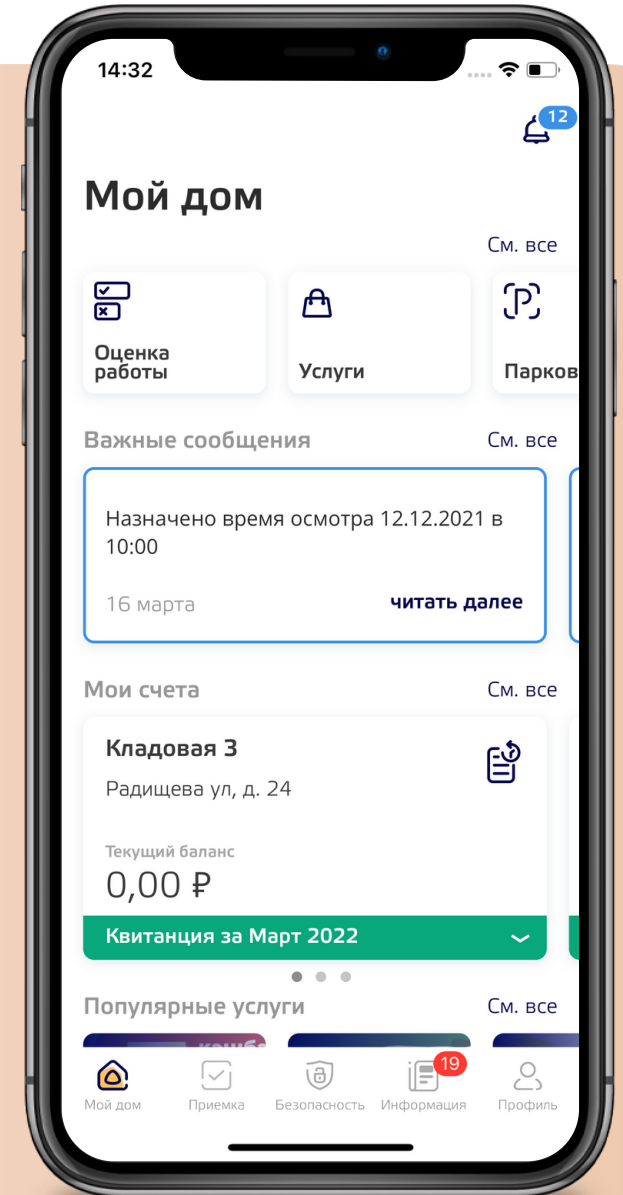 14:32
12
Мой дом
См. все
Оценка
работы
Услуги
Парков
Важные сообщения
См. все
Назначено время осмотра 12.12.2021 в
10:00
16 марта
читать далее
Мои счета
См. все
Кладовая 3
Радищева ул, д. 24
Текущий баланс
0,00 ₽
Квитанция за Март 2022
Популярные услуги
См. все
19
Мой дом
Приемка
Безопасность
Информация
Профиль